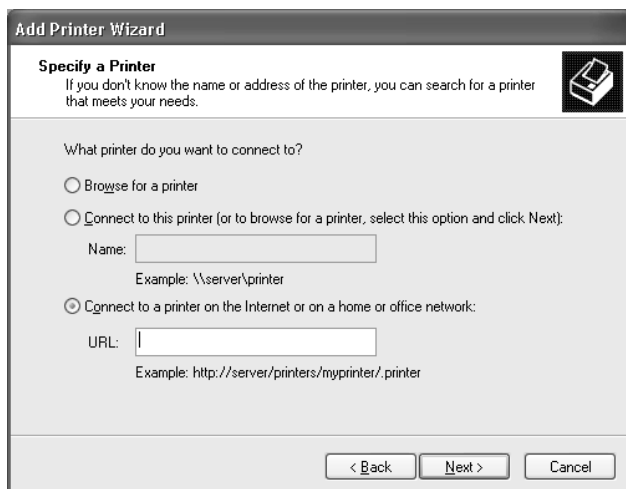 Add Printer Wizard
Specify a Printer
If you don't know the name or address of the printer, you can search for a printer
that meets your needs.
What printer do you want to connect to?
Browse for a printer
Connect to this printer (or to browse for a printer, select this option and click Next):
Name:
Example: \\server\printer
Connect to a printer on the Internet or on a home or office network:
URL:
Example: http://server/printers/myprinter/.printer
< Back Next > Cancel